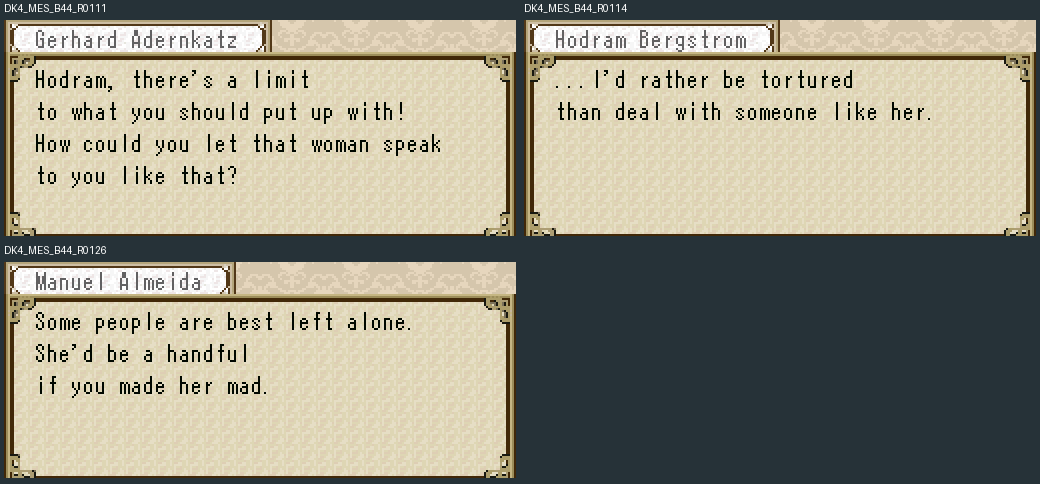 DK4_MES_B44_R0111
Gerhard Adernkatz
Hodram, there's a limit
to what you should put up with!
How could you let that woman speak
to you like that?
DK4_MES_B44_R0114
Hodram Bergstrom
...I'd rather be tortured
than deal with someone like her.
DK4_MES_B44_R0126
Manuel Almeida
Some people are best left alone.
She'd be a handful
if you made her mad.